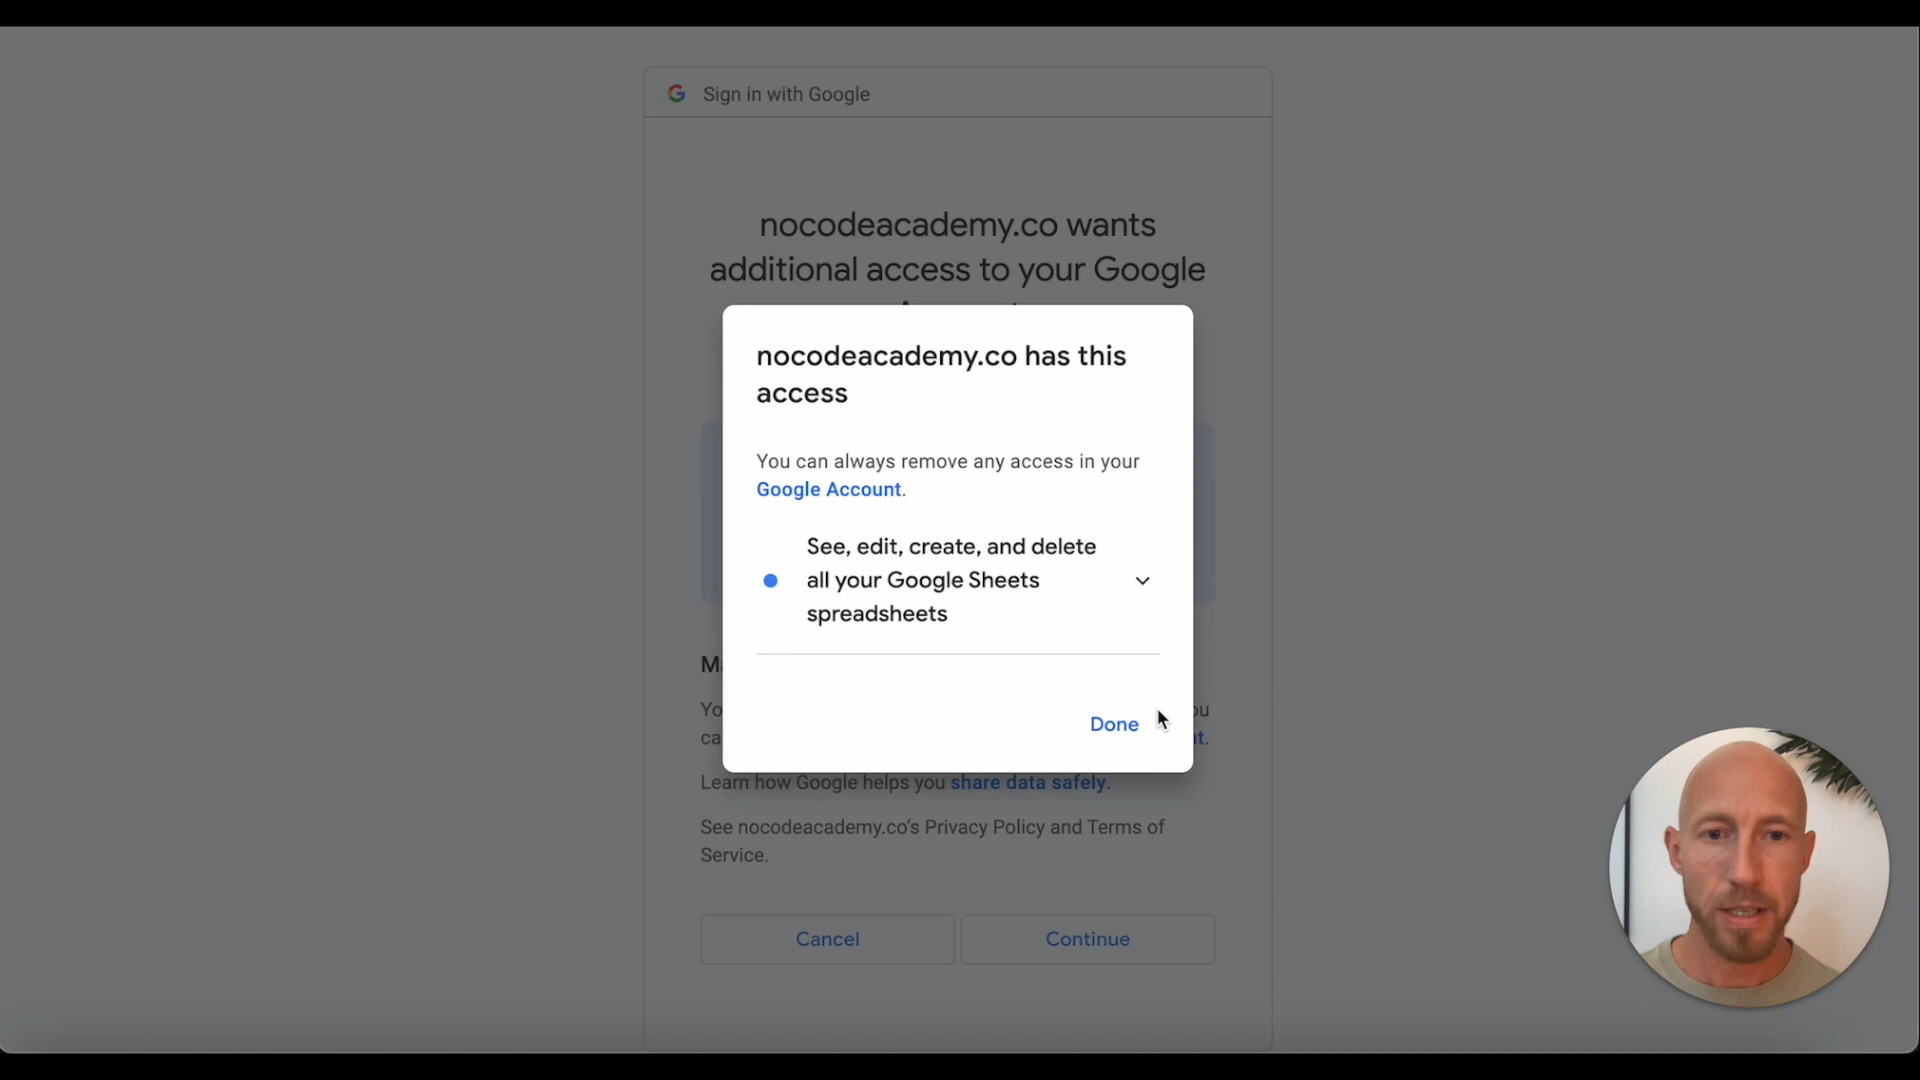 Sign in with Google
nocodeacademy.co wants
additional access to your Google
nocodeacademy.co has this
access
You can always remove any access in your
Google Account.
See, edit, create, and delete
all your Google Sheets
spreadsheets
Done
Learn how Google helps you share data safely.
See nocodeacademy.co's Privacy Policy and Terms of
Service.
Cancel
Continue